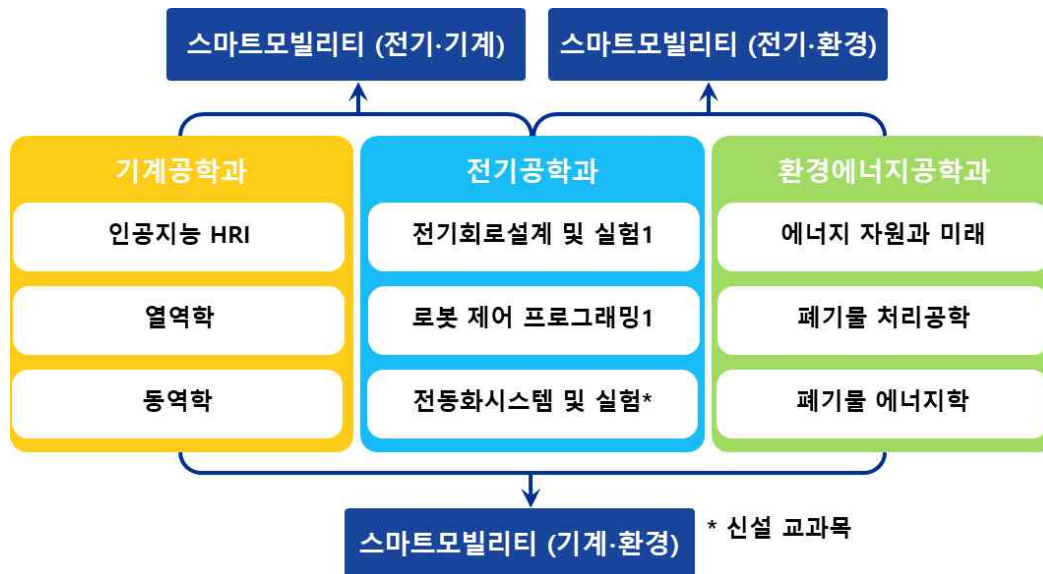 스마트모빌리티 (전기·기계)
스마트모빌리티 (전기·환경)
기계공학과
인공지능 HRI
열역학
동역학
전기공학과
전기회로설계 및 실험1
로봇 제어 프로그래밍1
전동화시스템 및 실험*
환경에너지공학과
에너지 자원과 미래
폐기물 처리공학
폐기물 에너지학
스마트모빌리티 (기계·환경)
* 신설 교과목